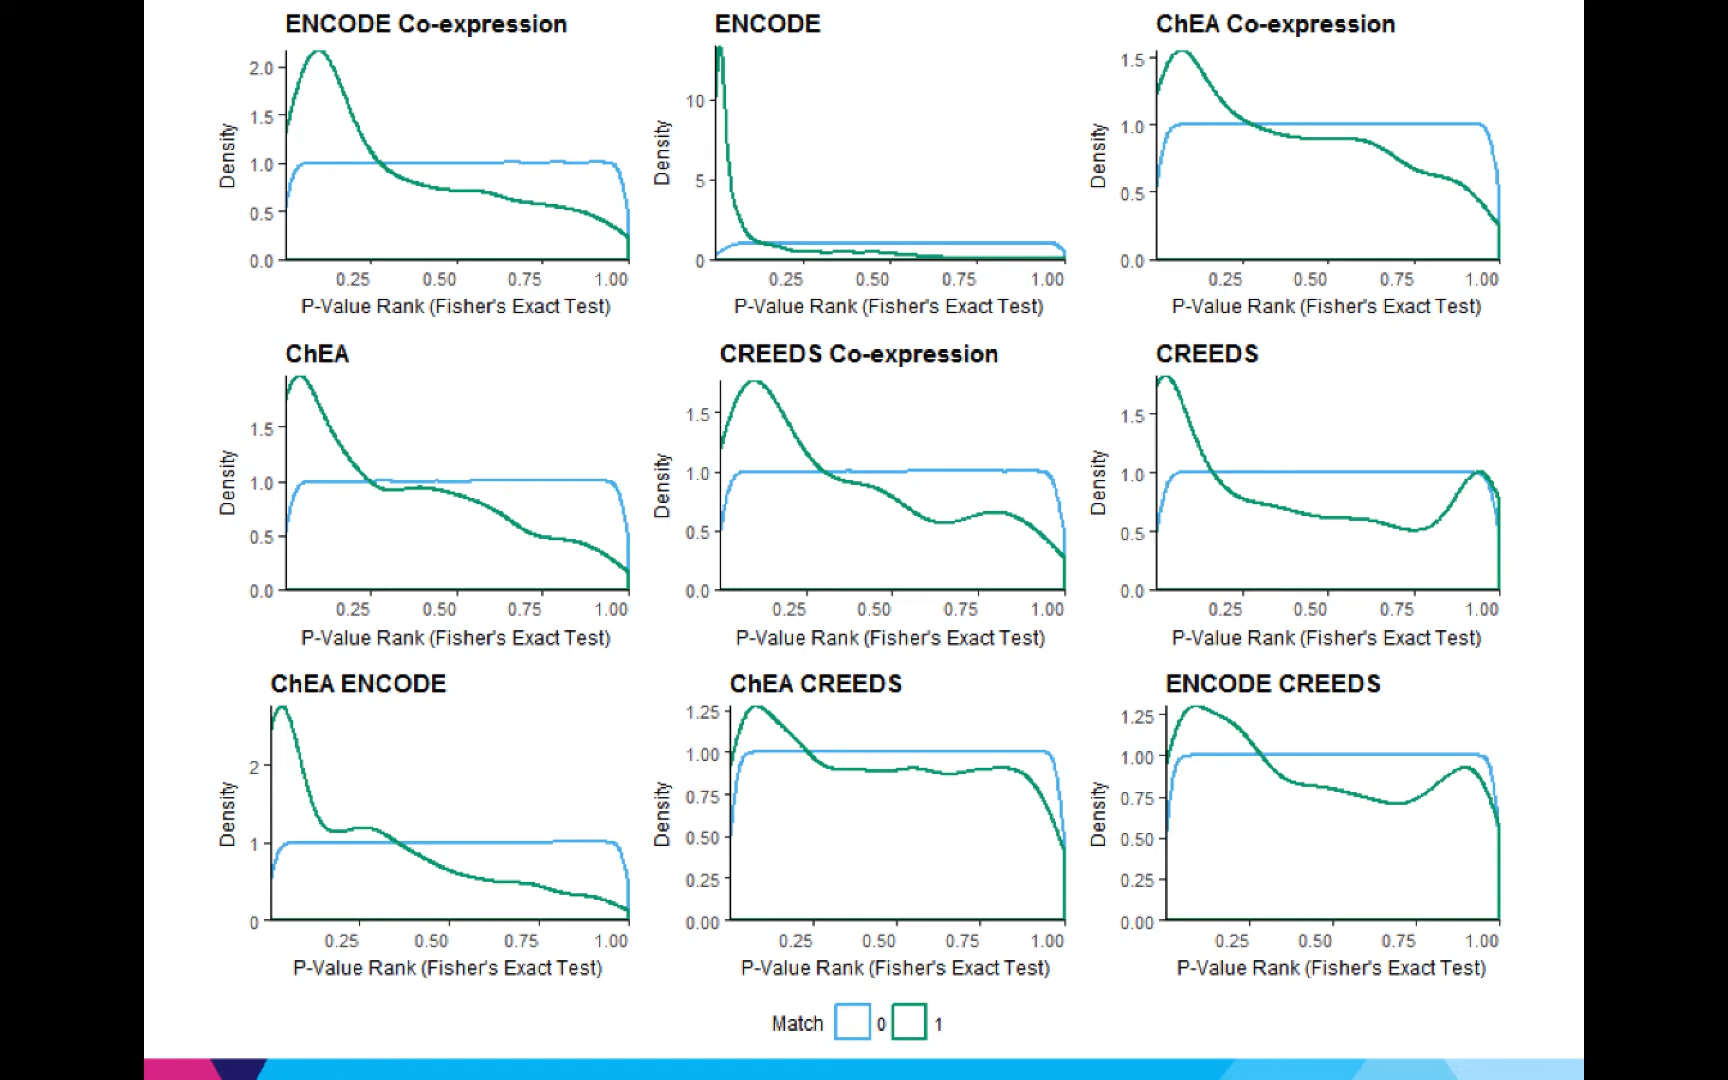 ENCODE Co-expression
2.0
1.5
1.0
0.5
0.0
Density
0.25 0.50 0.75 1.00
P-Value Rank (Fisher's Exact Test)
ENCODE
10
5
0
Density
0.25 0.50 0.75 1.00
P-Value Rank (Fisher's Exact Test)
ChEA Co-expression
1.5
1.0
0.5
0.0
Density
0.25 0.50 0.75 1.00
P-Value Rank (Fisher's Exact Test)
ChEA
1.5
1.0
0.5
0.0
Density
0.25 0.50 0.75 1.00
P-Value Rank (Fisher's Exact Test)
CREEDS Co-expression
1.5
1.0
0.5
0.0
Density
0.25 0.50 0.75 1.00
P-Value Rank (Fisher's Exact Test)
CREEDS
1.5
1.0
0.5
0.0
Density
0.25 0.50 0.75 1.00
P-Value Rank (Fisher's Exact Test)
ChEA ENCODE
2
1
0
Density
0.25 0.50 0.75 1.00
P-Value Rank (Fisher's Exact Test)
ChEA CREEDS
1.25
1.00
0.75
0.50
0.25
0.00
Density
0.25 0.50 0.75 1.00
P-Value Rank (Fisher's Exact Test)
ENCODE CREEDS
1.25
1.00
0.75
0.50
0.25
0.00
Density
0.25 0.50 0.75 1.00
P-Value Rank (Fisher's Exact Test)
Match 0 1